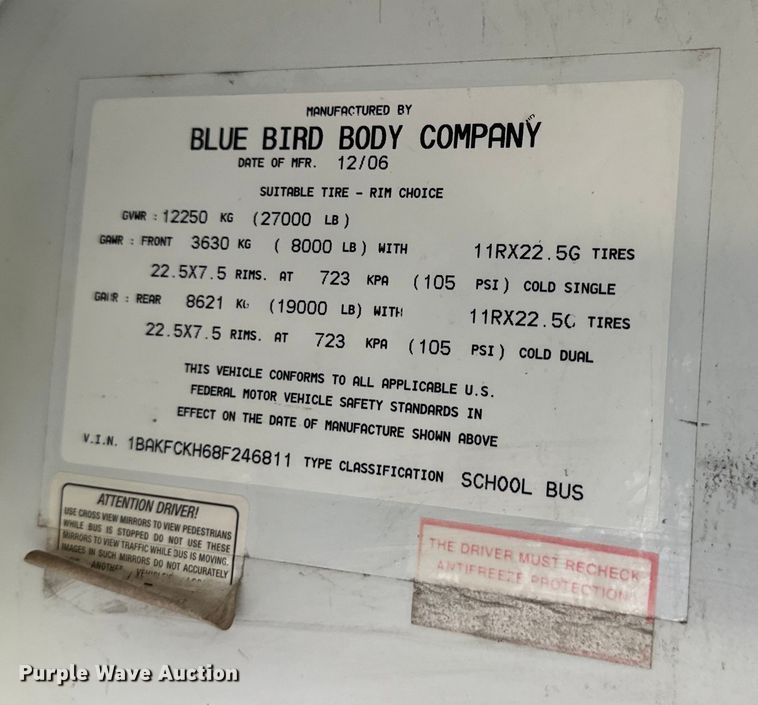 MANUFACTURED BY
BLUE BIRD BODY COMPANY
DATE OF MFR. 12/06
SUITABLE TIRE - RIM CHOICE
GVWR : 12250 KG (27000 LB)
GAWR : FRONT 3630 KG ( 8000 LB) WITH 11RX22.5G TIRES
22.5X7.5 RIMS. AT 723 KPA (105 PSI) COLD SINGLE
GAWR : REAR 8621 KG (19000 LB) WITH 11RX22.5G TIRES
22.5X7.5 RIMS. AT 723 KPA (105 PSI) COLD DUAL
THIS VEHICLE CONFORMS TO ALL APPLICABLE U.S.
FEDERAL MOTOR VEHICLE SAFETY STANDARDS IN
EFFECT ON THE DATE OF MANUFACTURE SHOWN ABOVE
V.I.N. 1BAKFCKH68F246811 TYPE CLASSIFICATION SCHOOL BUS
ATTENTION DRIVER!
USE CROSS VIEW MIRRORS TO VIEW PEDESTRIANS
WHILE BUS IS STOPPED DO NOT USE THESE
MIRRORS TO VIEW TRAFFIC WHILE BUS IS MOVING.
IMAGES IN SUCH MIRRORS DO NOT ACCURATELY
ANOTHER
THE DRIVER MUST RECHECK
ANTIFREEZE PROTECTION
Purple Wave Auction